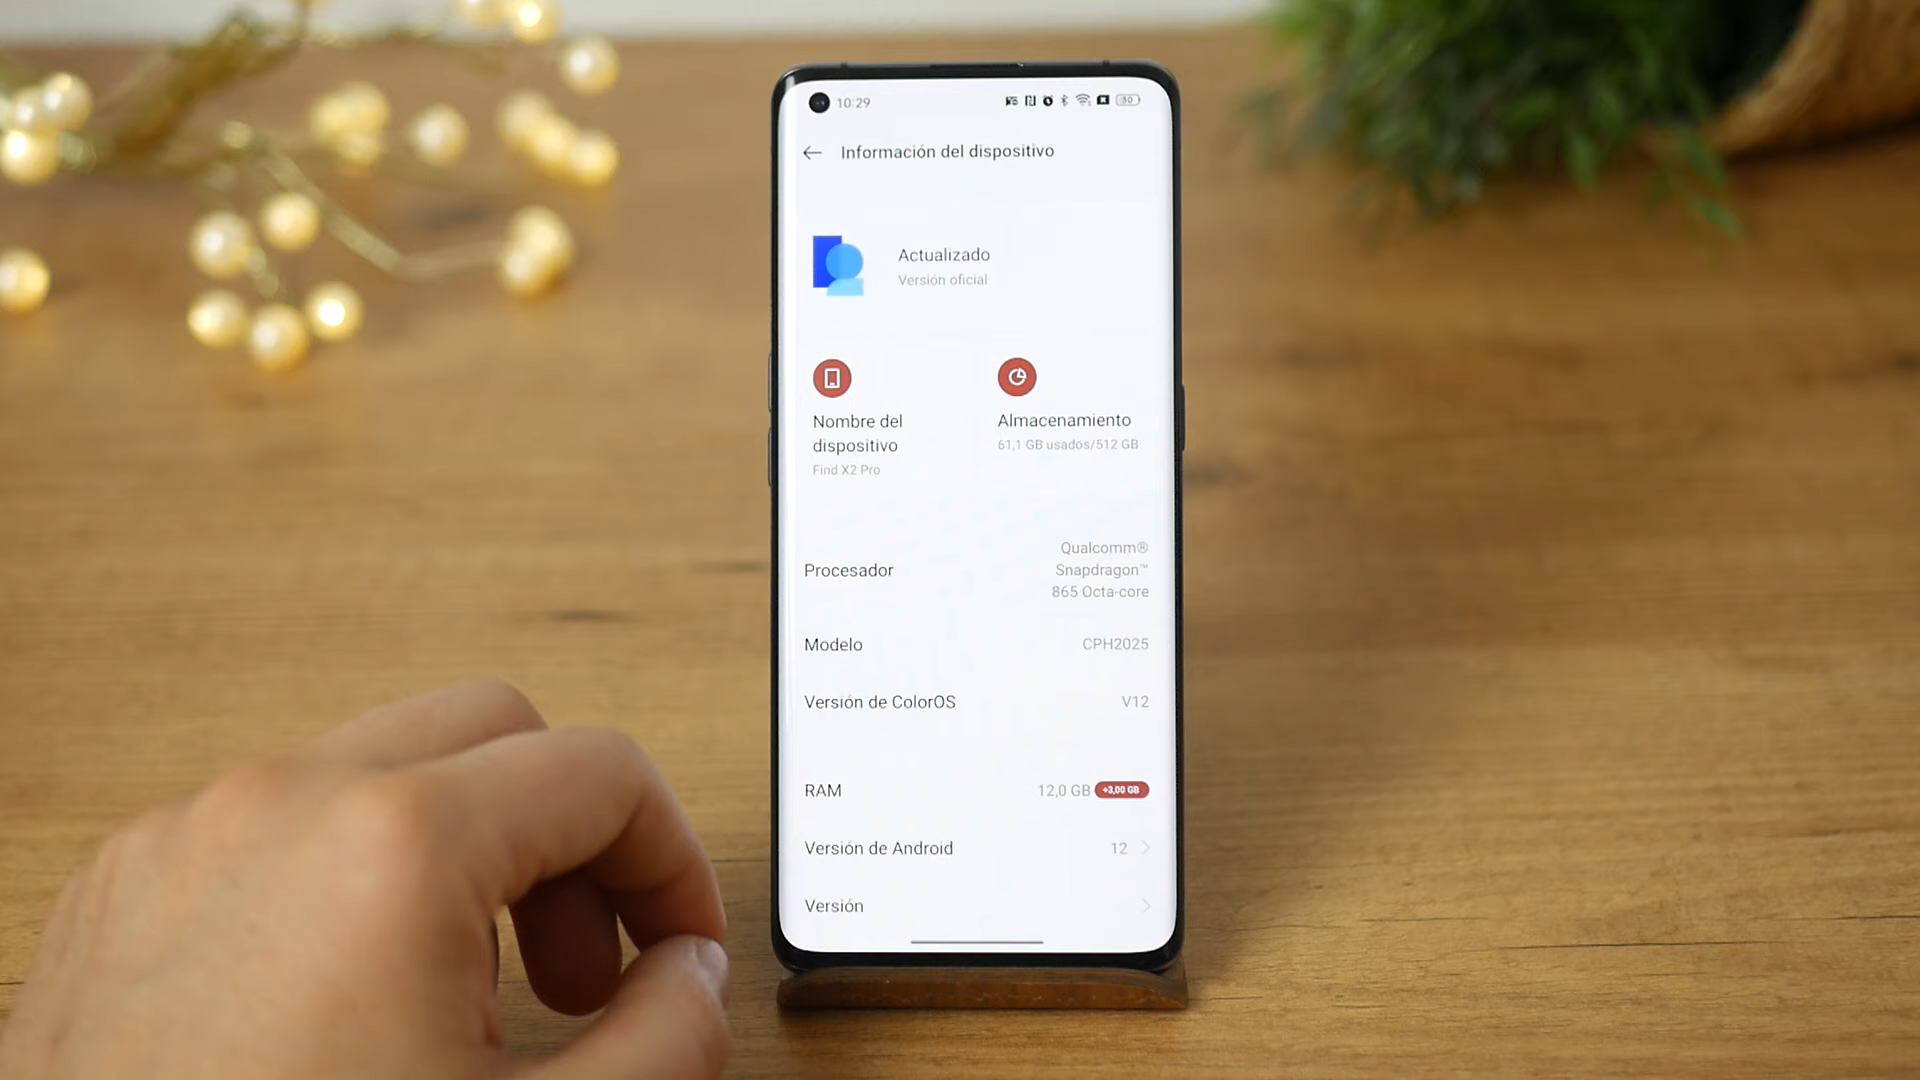 10:29
30
Información del dispositivo
Actualizado
Versión oficial
Nombre del
dispositivo
Find X2 Pro
Almacenamiento
61,1 GB usados/512 GB
Procesador
Qualcomm®
Snapdragon™
865 Octa-core
Modelo
CPH2025
Versión de ColorOS
V12
RAM
12,0 GB +3,00 GB
Versión de Android
12
Versión